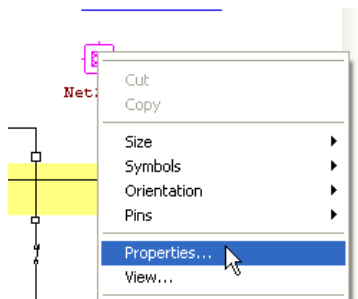 Net
Cut
Copy
Size
Symbols
Orientation
Pins
Properties...
View...